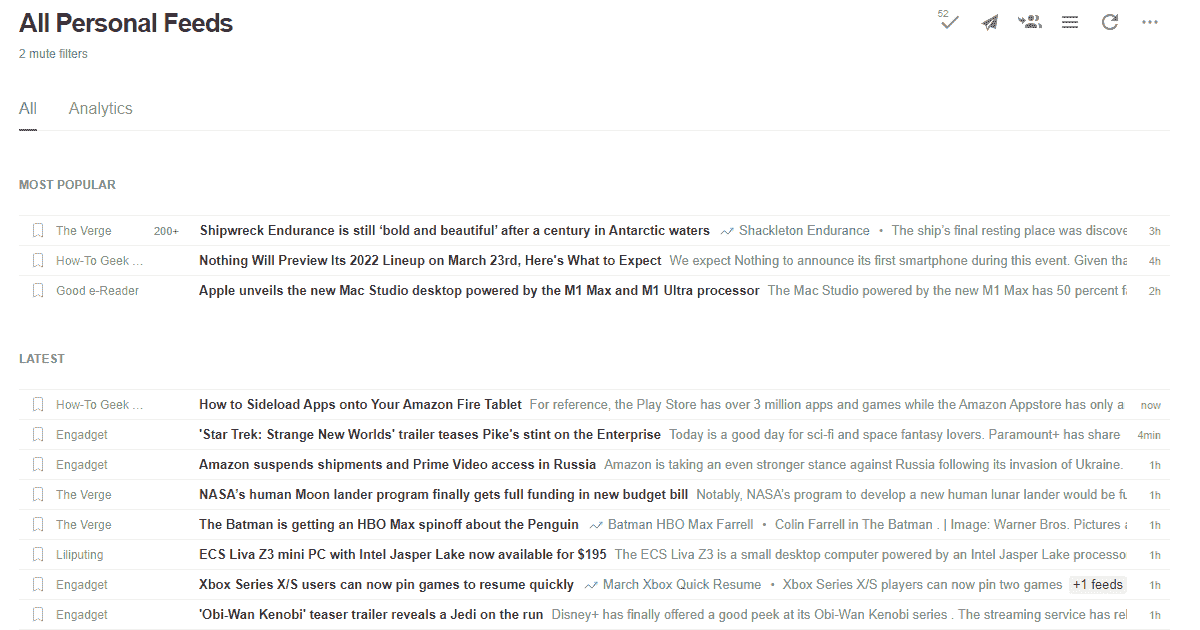 All Personal Feeds
52
2 mute filters
All Analytics
MOST POPULAR
The Verge 200+ Shipwreck Endurance is still ‘bold and beautiful’ after a century in Antarctic waters Shackleton Endurance • The ship’s final resting place was discove 3h
How-To Geek ... Nothing Will Preview Its 2022 Lineup on March 23rd, Here's What to Expect We expect Nothing to announce its first smartphone during this event. Given tha 4h
Good e-Reader Apple unveils the new Mac Studio desktop powered by the M1 Max and M1 Ultra processor The Mac Studio powered by the new M1 Max has 50 percent fa 2h
LATEST
How-To Geek ... How to Sideload Apps onto Your Amazon Fire Tablet For reference, the Play Store has over 3 million apps and games while the Amazon Appstore has only a now
Engadget 'Star Trek: Strange New Worlds' trailer teases Pike's stint on the Enterprise Today is a good day for sci-fi and space fantasy lovers. Paramount+ has share 4min
Engadget Amazon suspends shipments and Prime Video access in Russia Amazon is taking an even stronger stance against Russia following its invasion of Ukraine. 1h
The Verge NASA’s human Moon lander program finally gets full funding in new budget bill Notably, NASA’s program to develop a new human lunar lander would be fu 1h
The Verge The Batman is getting an HBO Max spinoff about the Penguin Batman HBO Max Farrell • Colin Farrell in The Batman . | Image: Warner Bros. Pictures a 1h
Liliputing ECS Liva Z3 mini PC with Intel Jasper Lake now available for $195 The ECS Liva Z3 is a small desktop computer powered by an Intel Jasper Lake processo 1h
Engadget Xbox Series X/S users can now pin games to resume quickly March Xbox Quick Resume • Xbox Series X/S players can now pin two games +1 feeds 1h
Engadget 'Obi-Wan Kenobi' teaser trailer reveals a Jedi on the run Disney+ has finally offered a good peek at its Obi-Wan Kenobi series . The streaming service has rel 1h